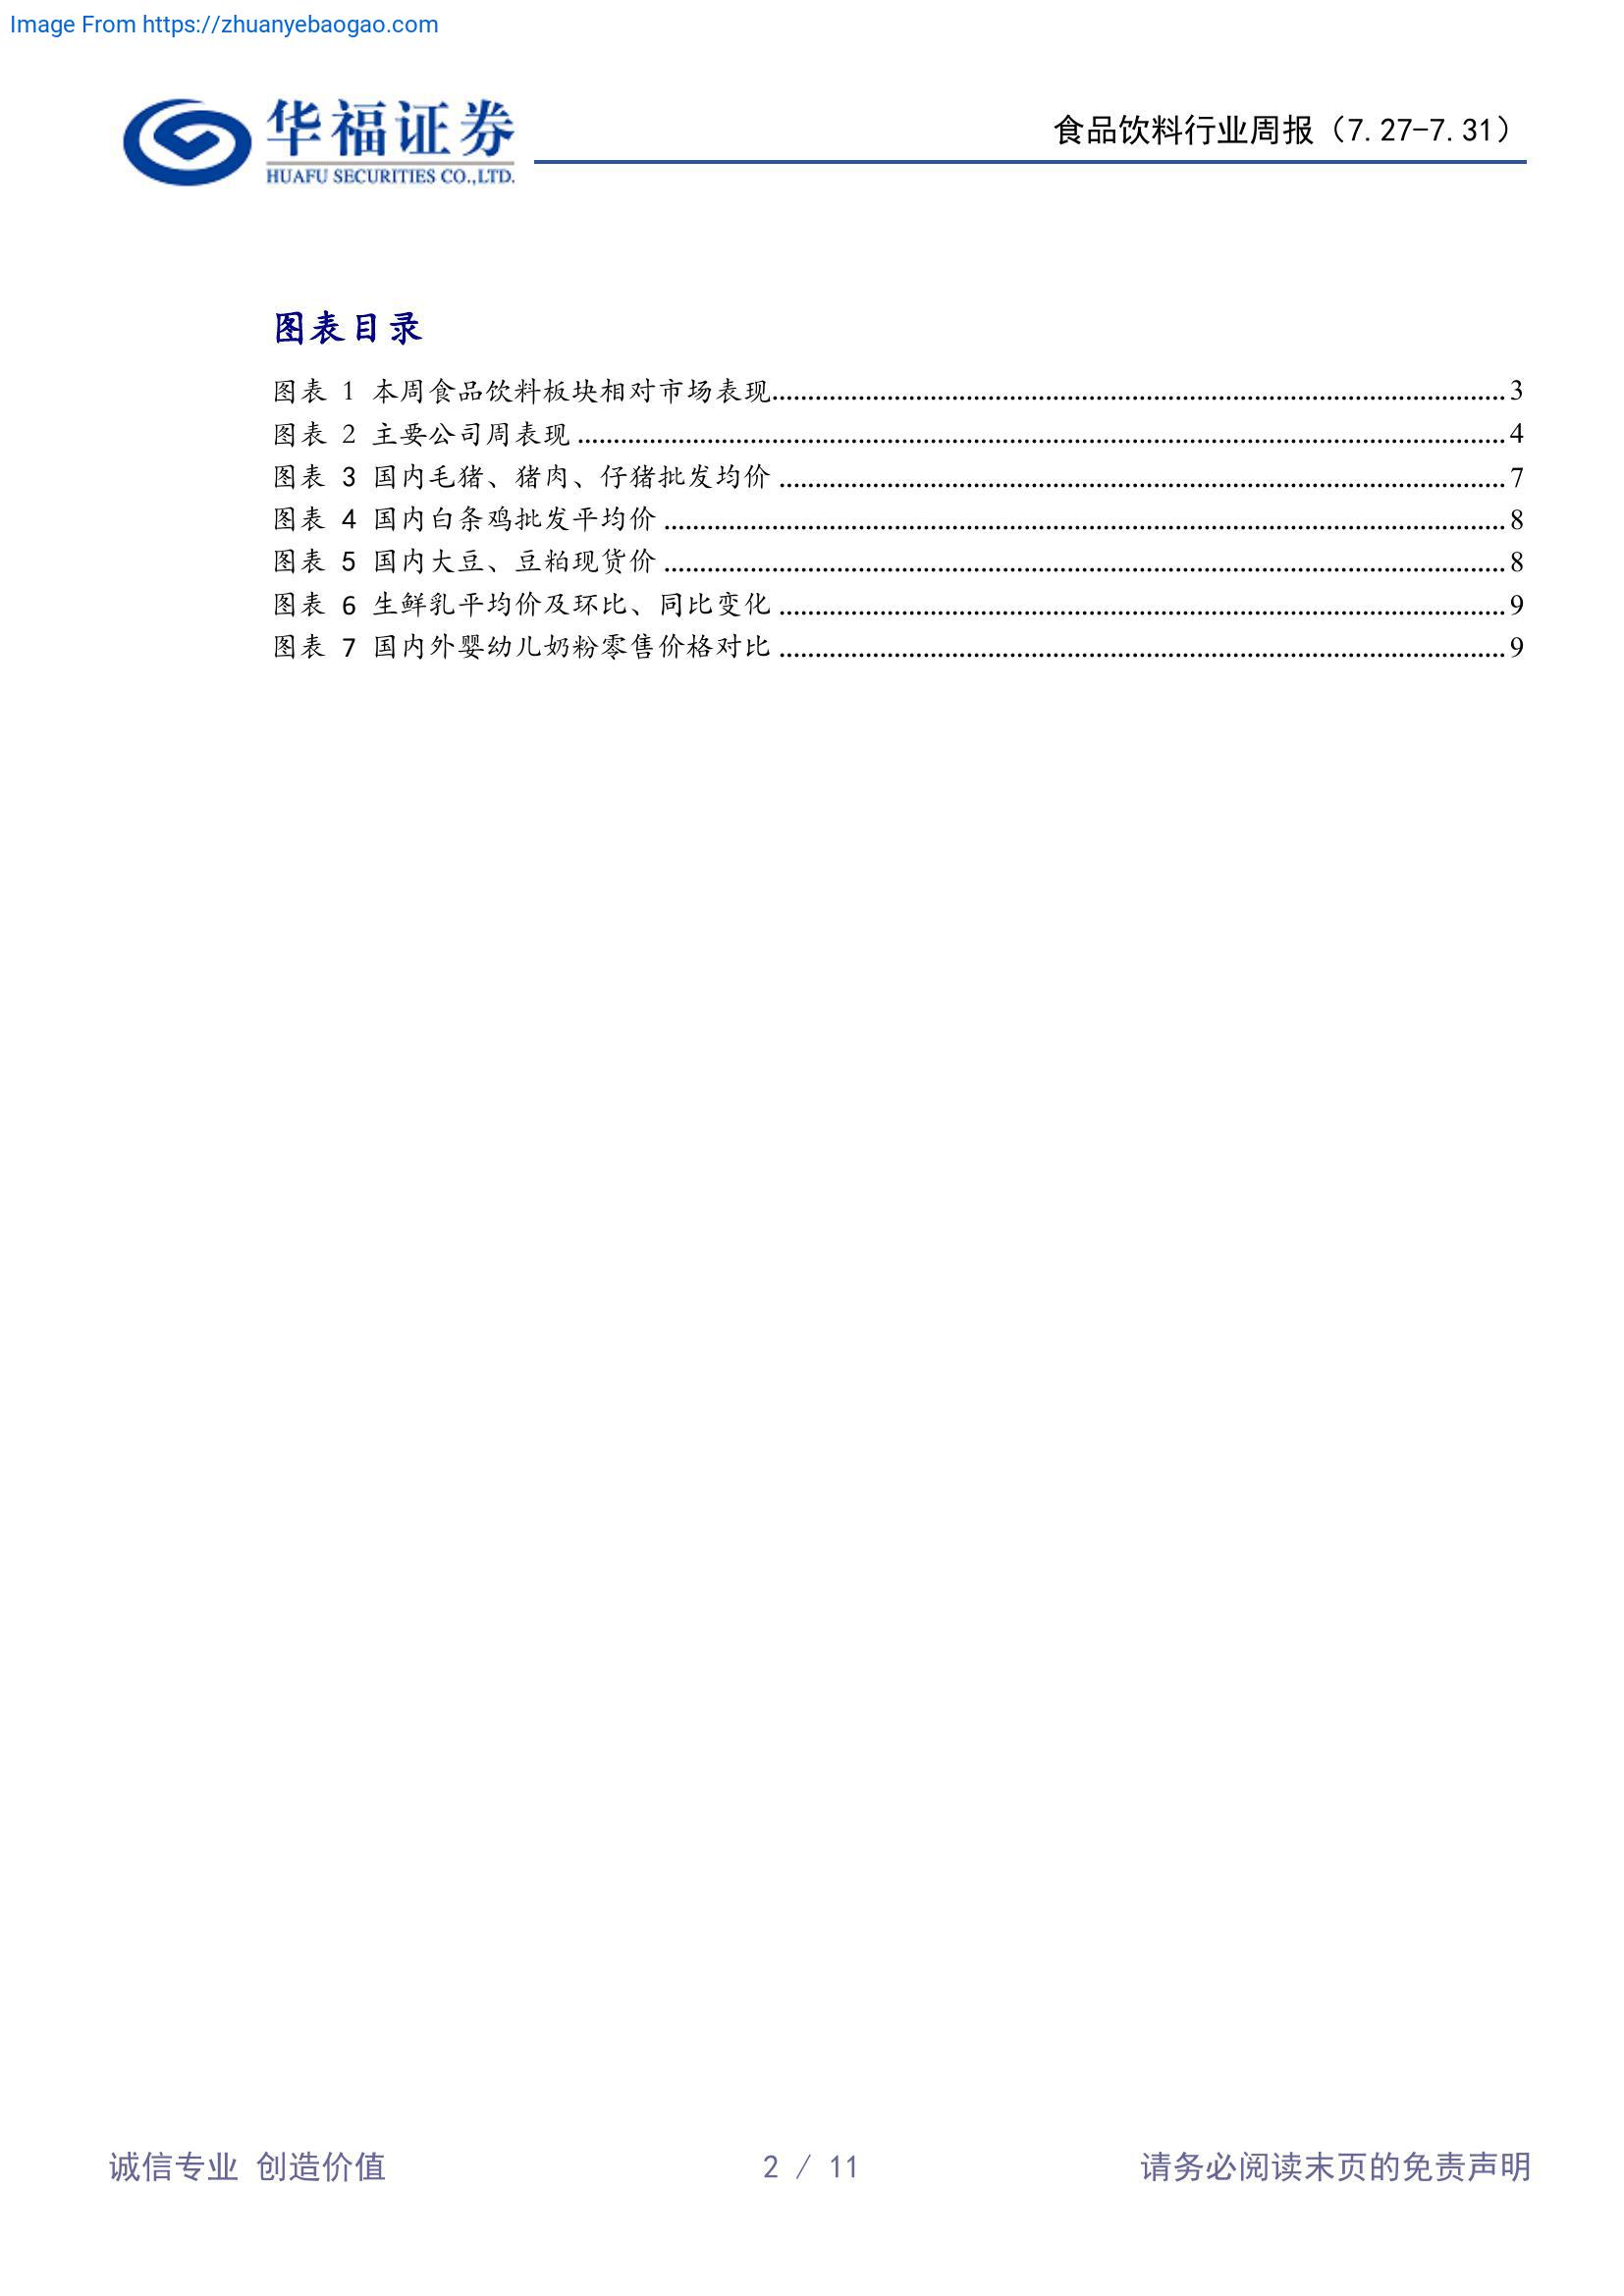 Image From https://zhuanyebaogao.com
华福证券
HUAFU SECURITIES CO.,LTD.
食品饮料行业周报（7.27-7.31）
图表目录
图表 1 本周食品饮料板块相对市场表现........................................3
图表 2 主要公司周表现........................................4
图表 3 国内毛猪、猪肉、仔猪批发均价........................................7
图表 4 国内白条鸡批发平均价........................................8
图表 5 国内大豆、豆粕现货价........................................8
图表 6 生鲜乳平均价及环比、同比变化........................................9
图表 7 国内外婴幼儿奶粉零售价格对比........................................9
诚信专业 创造价值
2 / 11
请务必阅读末页的免责声明